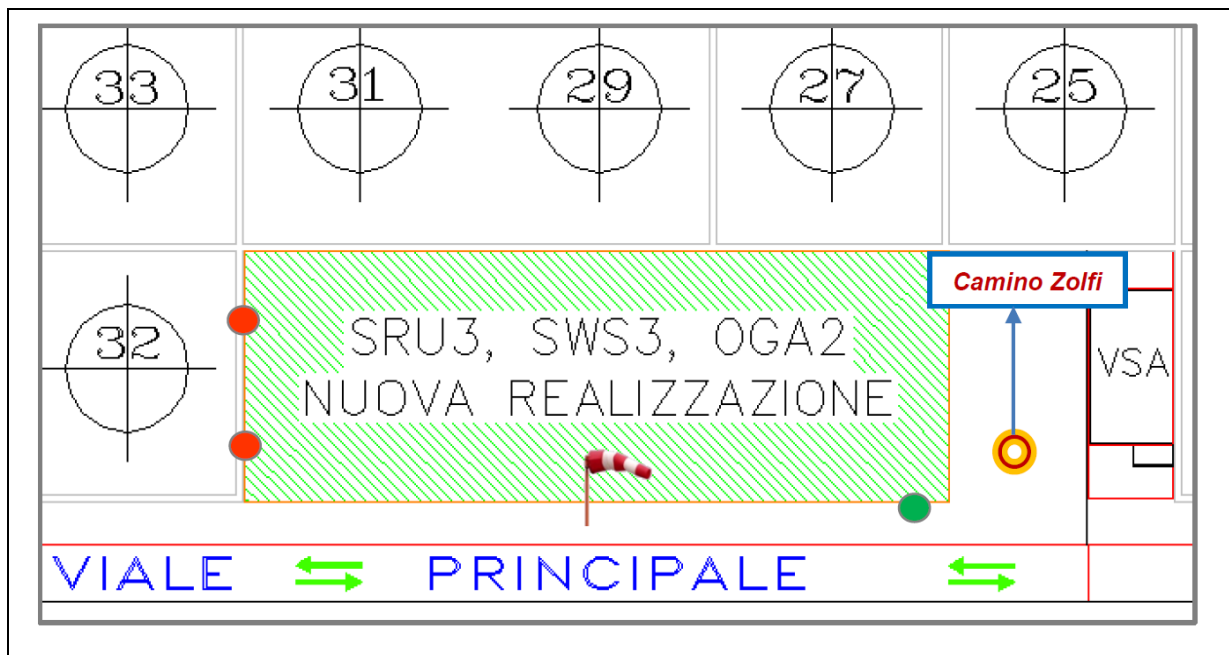 33
31
29
27
25
Camino Zolfi
32
SRU3, SWS3, OGA2
NUOVA REALIZZAZIONE
VSA
VIALE PRINCIPALE